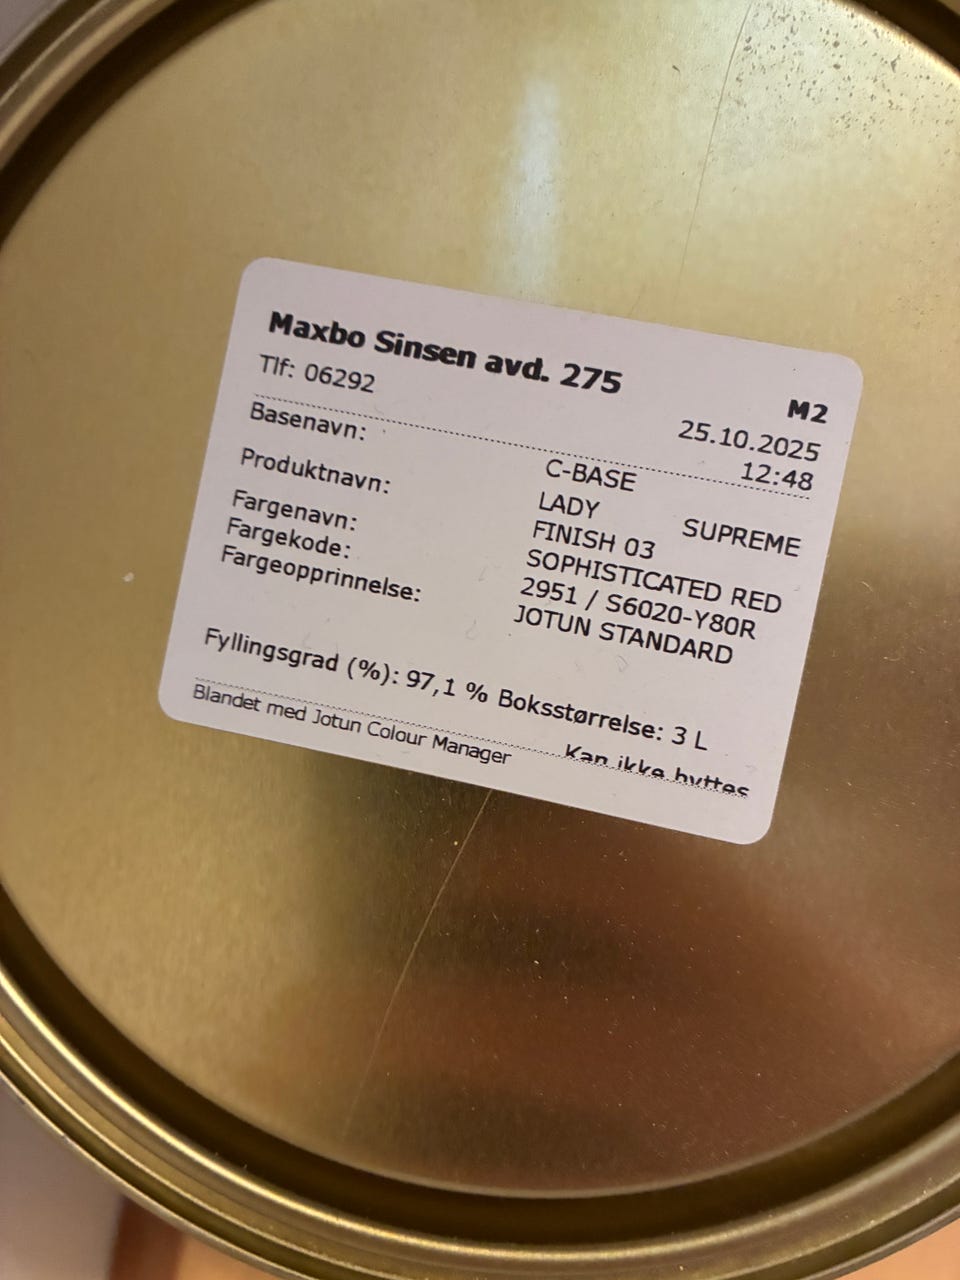 Maxbo Sinsen avd. 275
M2
Tlf: 06292
25.10.2025
12:48
Basenavn: C-BASE
Produktnavn: LADY SUPREME
FINISH 03
Fargenavn: SOPHISTICATED RED
Fargekode: 2951 / S6020-Y80R
Fargeopprinnelse: JOTUN STANDARD
Fyllingsgrad (%): 97,1 % Boksstørrelse: 3 L
Kan ikke byttes
Blandet med Jotun Colour Manager